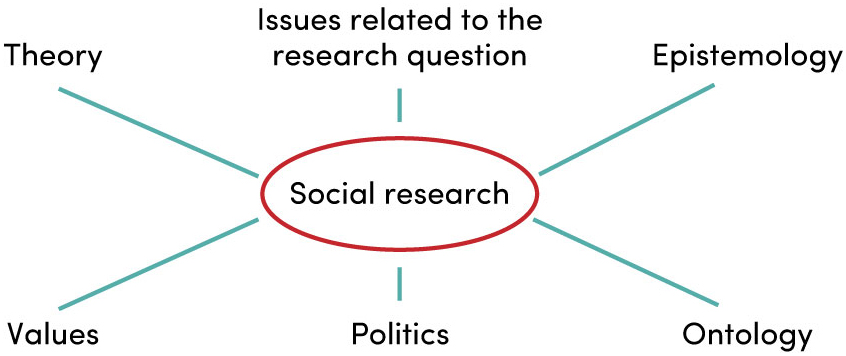 Issues related to the
Theory
research question
Epistemology
Social research
Values
Politics
Ontology